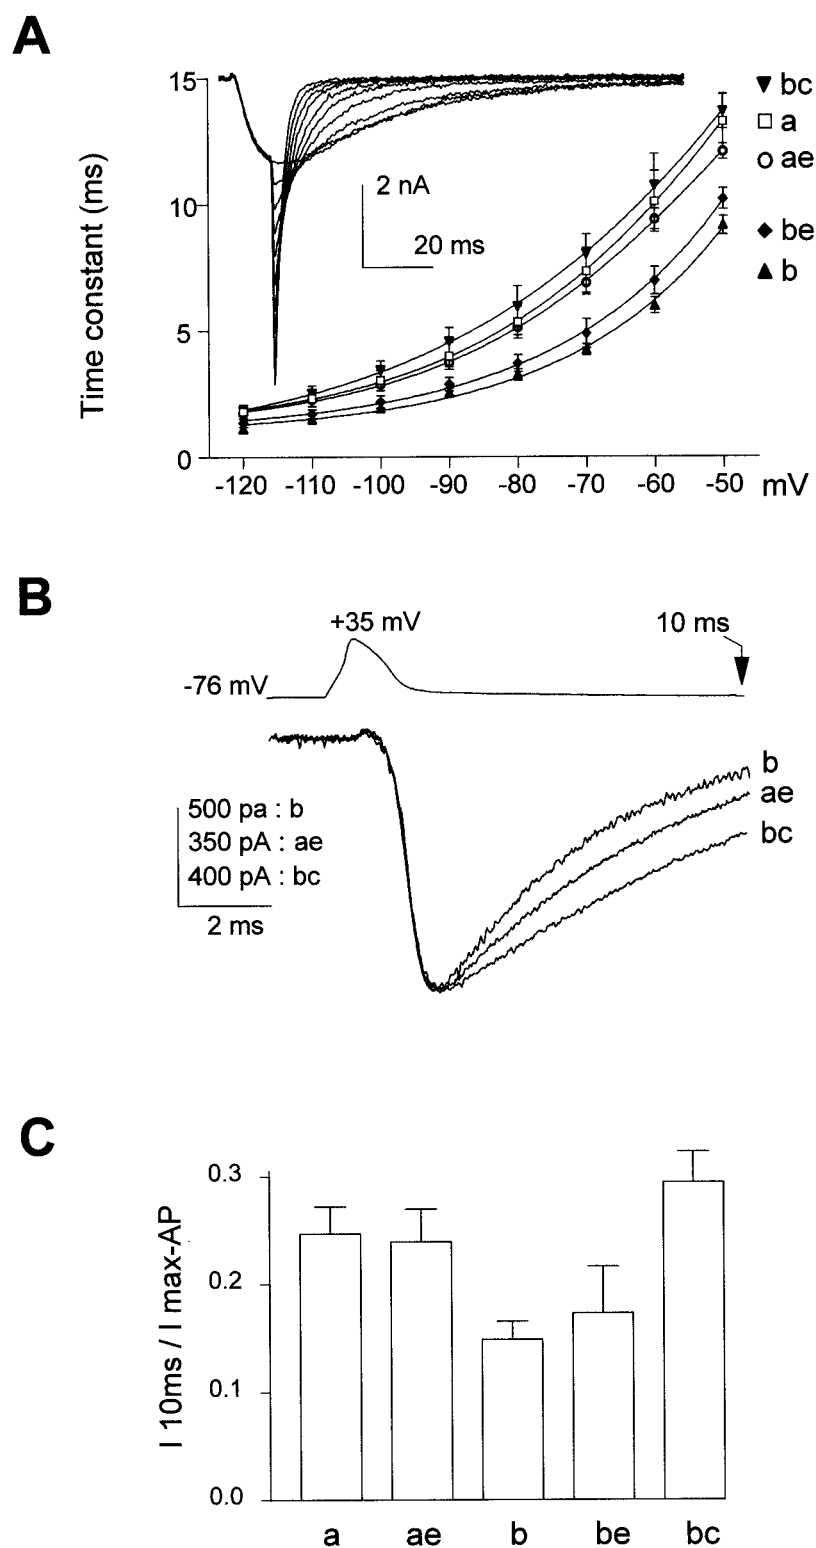 A
Time constant (ms)
15
10
5
0
2 nA
20 ms
bc
a
ae
be
b
-120 -110 -100 -90 -80 -70 -60 -50 mV
B
+35 mV
10 ms
-76 mV
b
ae
bc
500 pa : b
350 pA : ae
400 pA : bc
2 ms
C
I 10ms / I max-AP
0.3
0.2
0.1
0.0
a ae b be bc